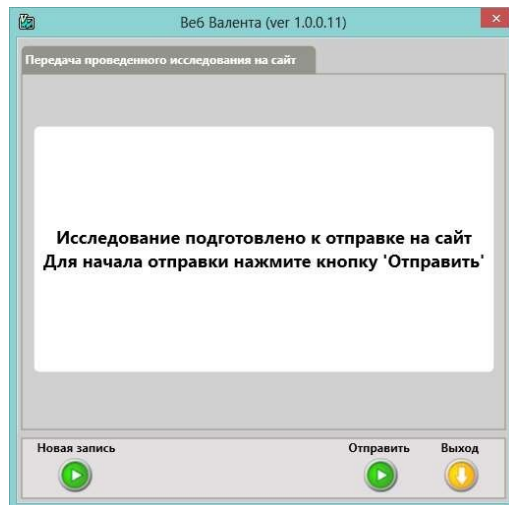 Веб Валента (ver 1.0.0.11)
Передача проведенного исследования на сайт
Исследование подготовлено к отправке на сайт
Для начала отправки нажмите кнопку 'Отправить'
Новая запись
Отправить
Выход